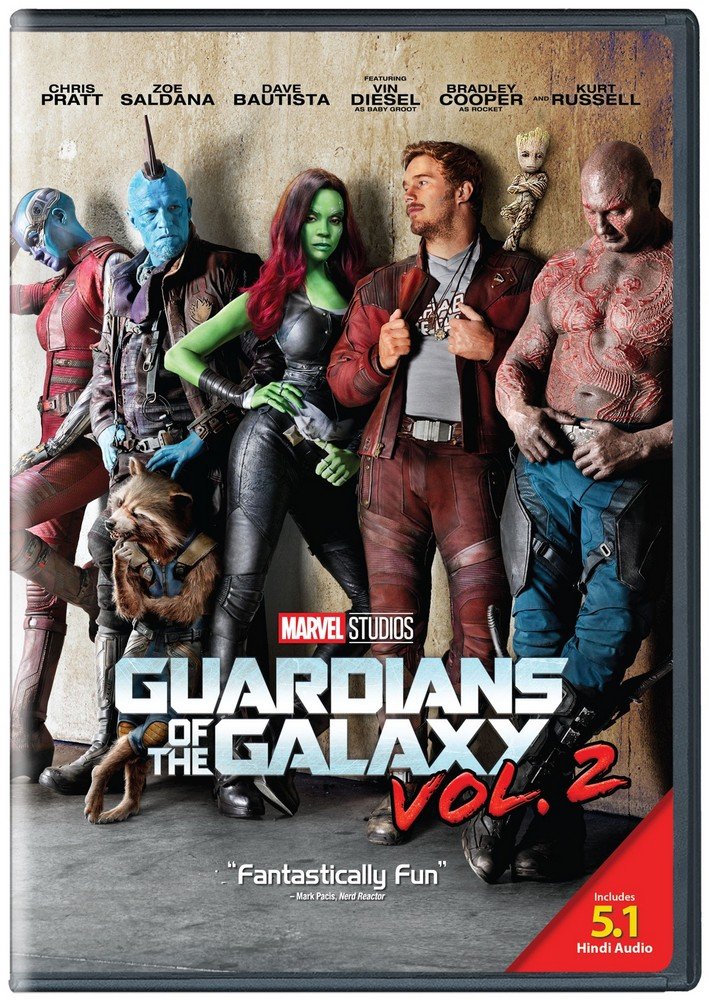 CHRIS PRATT
ZOE SALDANA
DAVE BAUTISTA
FEATURING VIN DIESEL AS BABY GROOT
BRADLEY COOPER AS ROCKET
AND KURT RUSSELL
MARVEL STUDIOS
GUARDIANS
OF THE GALAXY
VOL. 2
"Fantastically Fun"
– Mark Pacis, Nerd Reactor
Includes
5.1
Hindi Audio